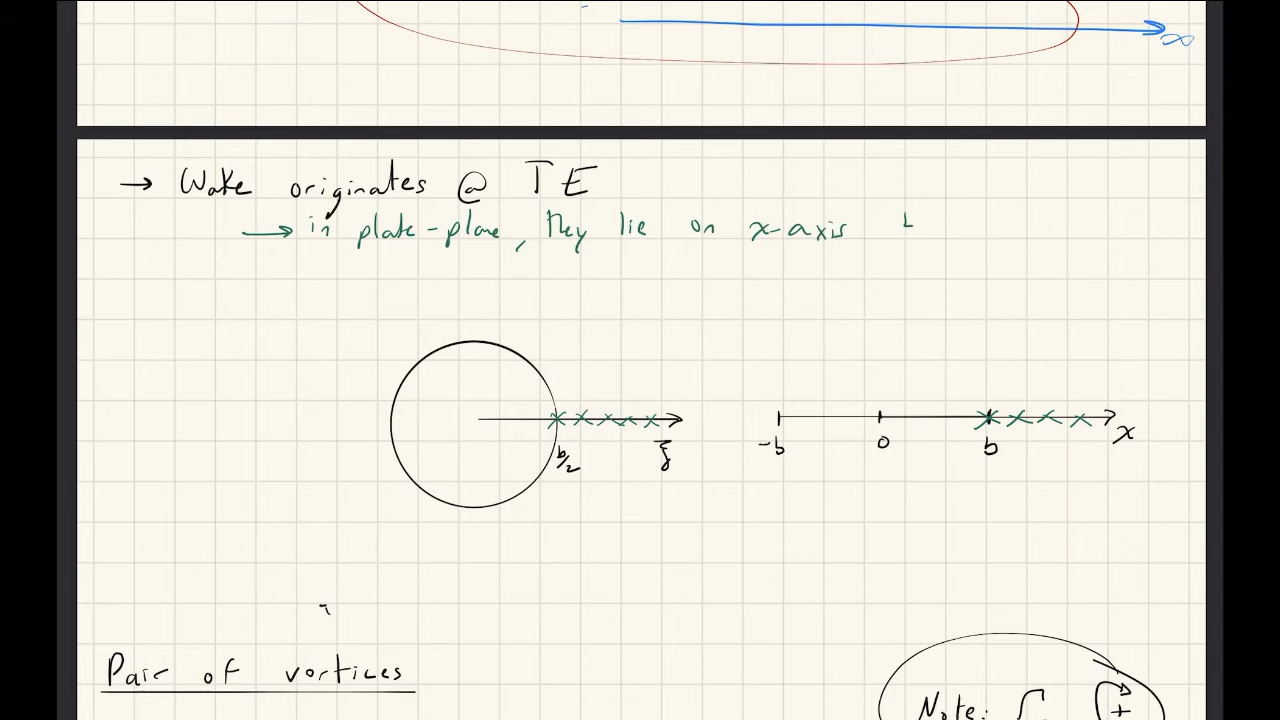 ∞
→ Wake originates @ TE
→ in plate-plane, they lie on x-axis
b/2 ξ -b 0 b x
Pair of vortices
Note: Γ +